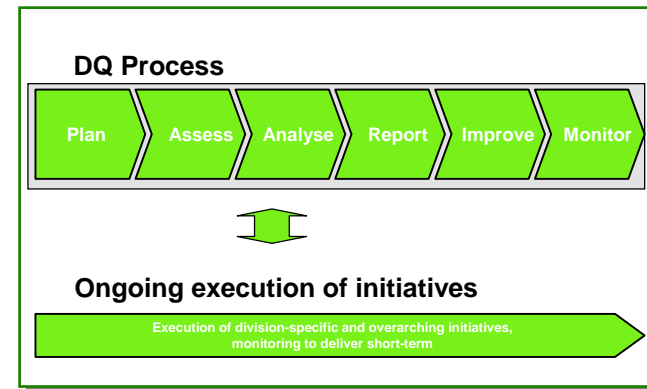 DQ Process
Plan Assess Analyse Report Improve Monitor
Ongoing execution of initiatives
Execution of division-specific and overarching initiatives,
monitoring to deliver short-term